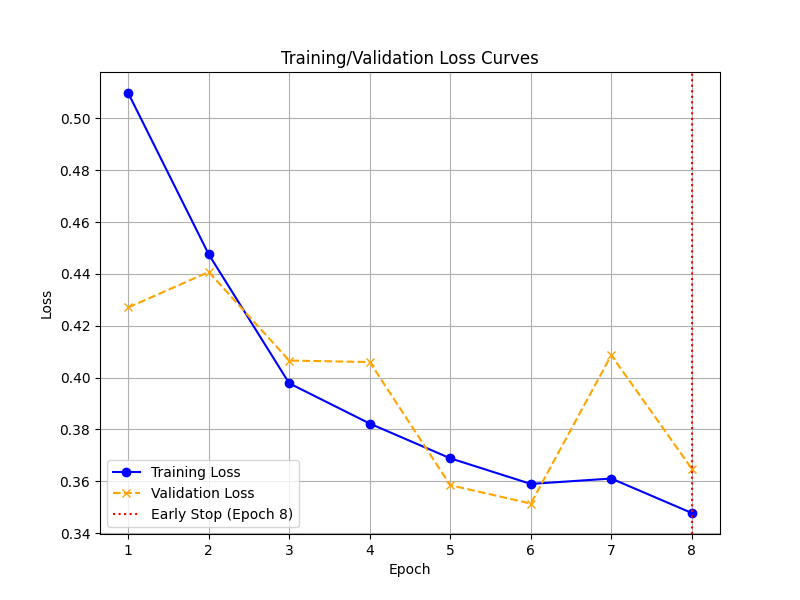 Training/Validation Loss Curves
Loss
0.50
0.48
0.46
0.44
0.42
0.40
0.38
0.36
0.34
Training Loss
Validation Loss
Early Stop (Epoch 8)
1 2 3 4 5 6 7 8
Epoch